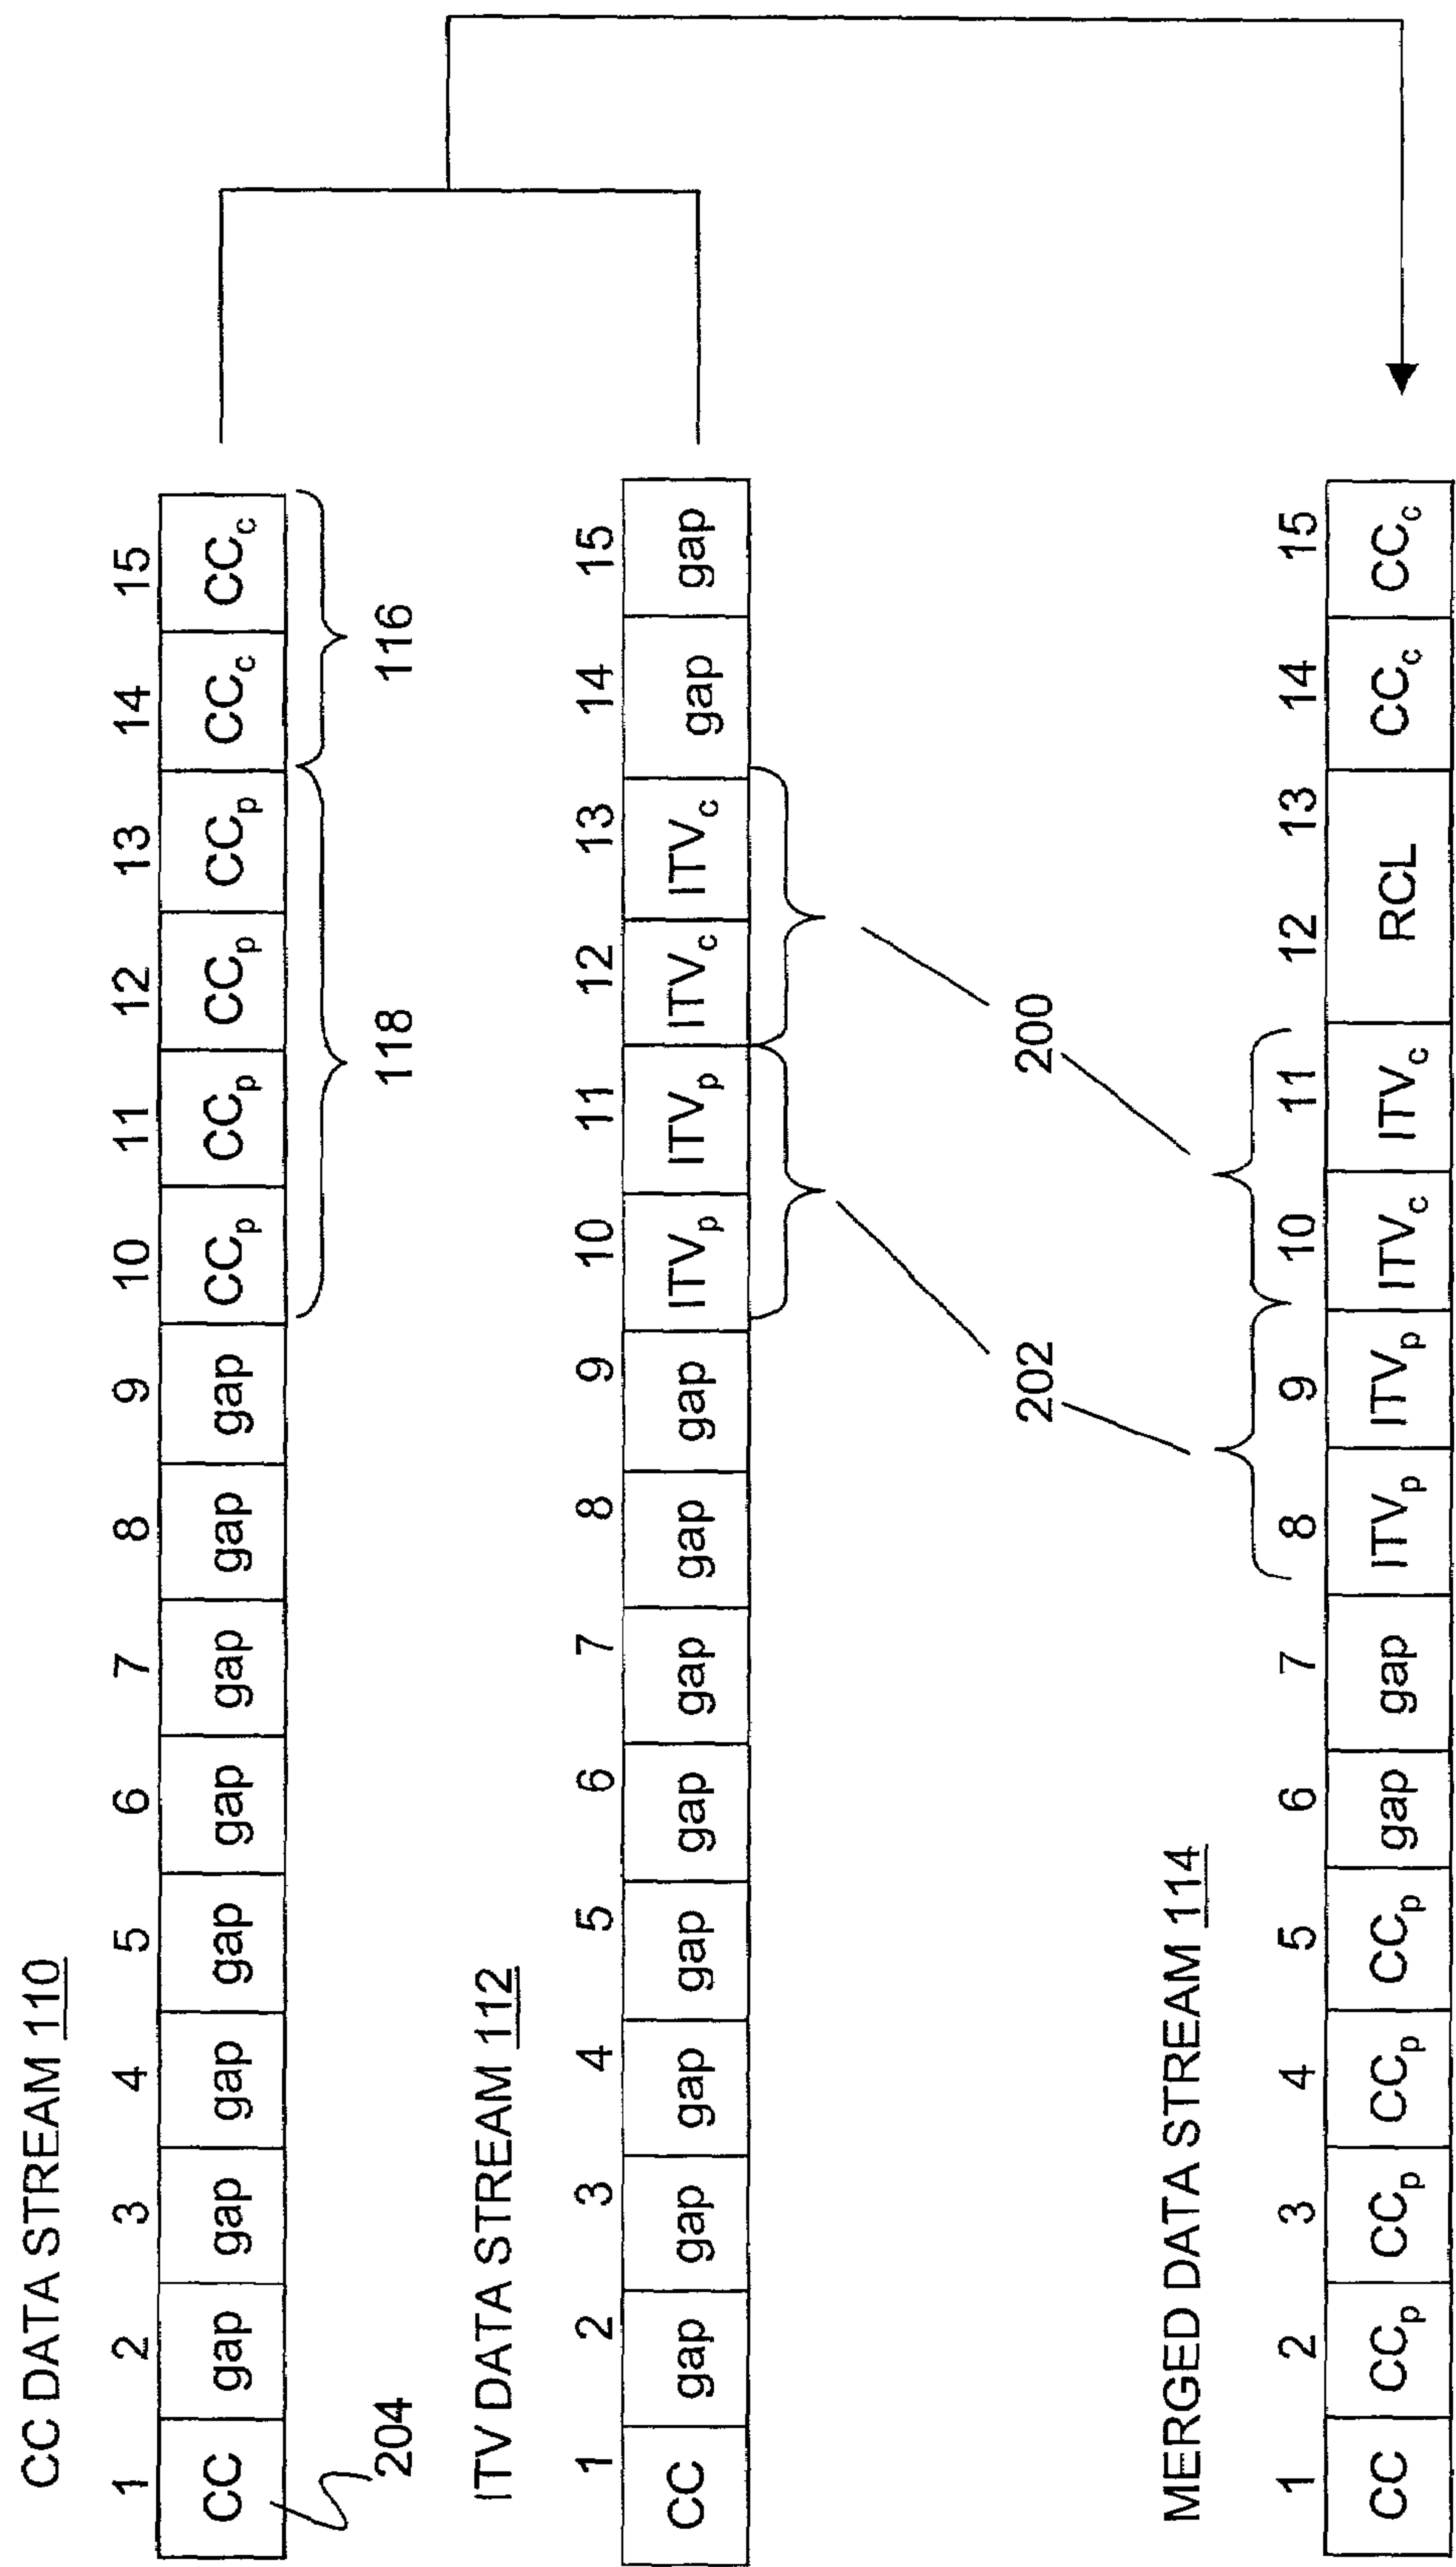 CC DATA STREAM 110
1 2 3 4 5 6 7 8 9 10 11 12 13 14 15
CC gap gap gap gap gap gap gap gap CCp CCp CCp CCp CCc CCc
204 118 116
ITV DATA STREAM 112
1 2 3 4 5 6 7 8 9 10 11 12 13 14 15
CC gap gap gap gap gap gap gap gap ITVp ITVp ITVc ITVc gap gap
202 200
MERGED DATA STREAM 114
1 2 3 4 5 6 7 8 9 10 11 12 13 14 15
CC CCp CCp CCp CCp gap gap ITVp ITVp ITVc ITVc RCL CCc CCc